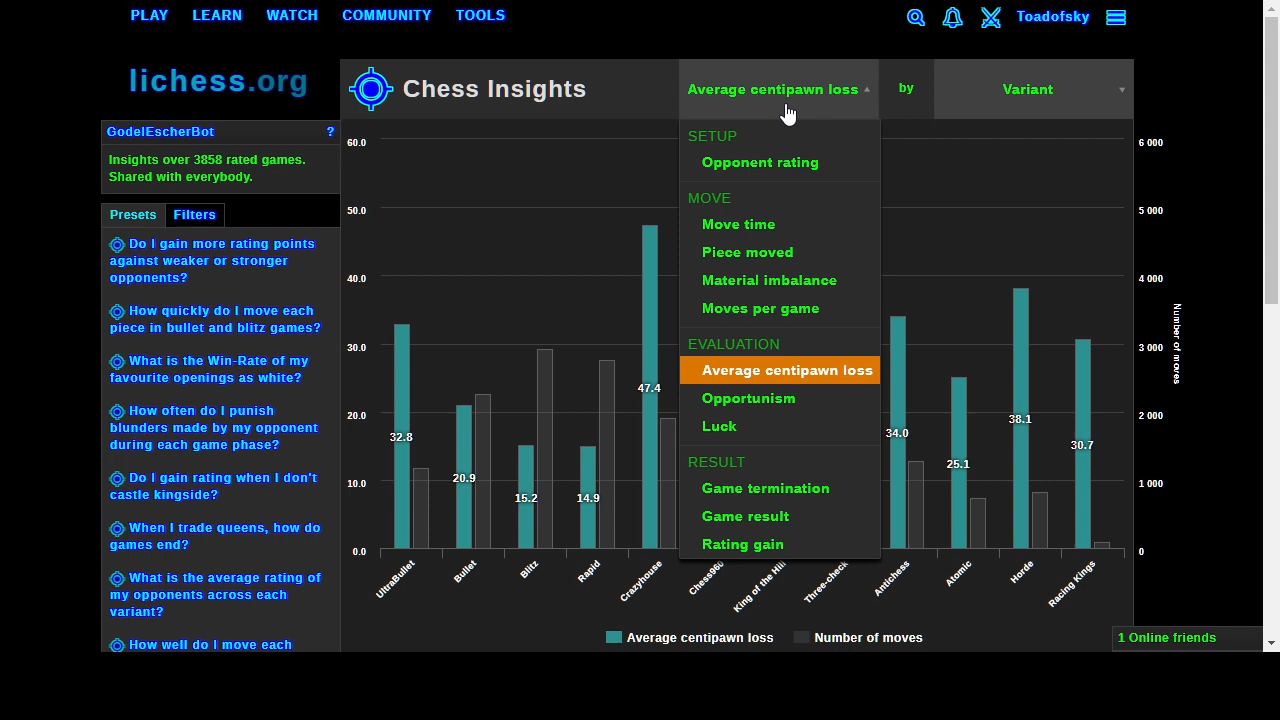 PLAY LEARN WATCH COMMUNITY TOOLS Toadofsky
lichess.org
Chess Insights
Average centipawn loss by Variant
GodelEscherBot ?
Insights over 3858 rated games.
Shared with everybody.
Presets Filters
Do I gain more rating points
against weaker or stronger
opponents?
How quickly do I move each
piece in bullet and blitz games?
What is the Win-Rate of my
favourite openings as white?
How often do I punish
blunders made by my opponent
during each game phase?
Do I gain rating when I don't
castle kingside?
When I trade queens, how do
games end?
What is the average rating of
my opponents across each
variant?
How well do I move each
SETUP
Opponent rating
MOVE
Move time
Piece moved
Material imbalance
Moves per game
EVALUATION
Average centipawn loss
Opportunism
Luck
RESULT
Game termination
Game result
Rating gain
60.0
50.0
40.0
30.0
20.0
10.0
0.0
32.8
20.9
15.2
14.9
47.4
34.0
25.1
38.1
30.7
6 000
5 000
4 000
3 000
2 000
1 000
0
Number of moves
UltraBullet
Bullet
Blitz
Rapid
Crazyhouse
Chess960
King of the Hill
Three-check
Antichess
Atomic
Horde
Racing Kings
Average centipawn loss Number of moves
1 Online friends